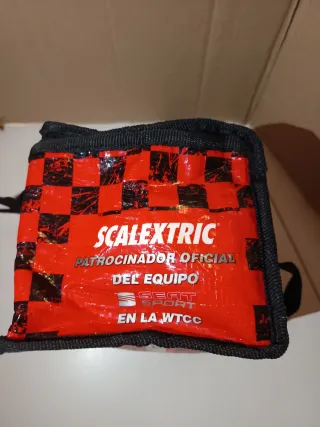 SCALEXTRIC
PATROCINADOR OFICIAL
DEL EQUIPO
SEAT
SPORT
EN LA WTCC